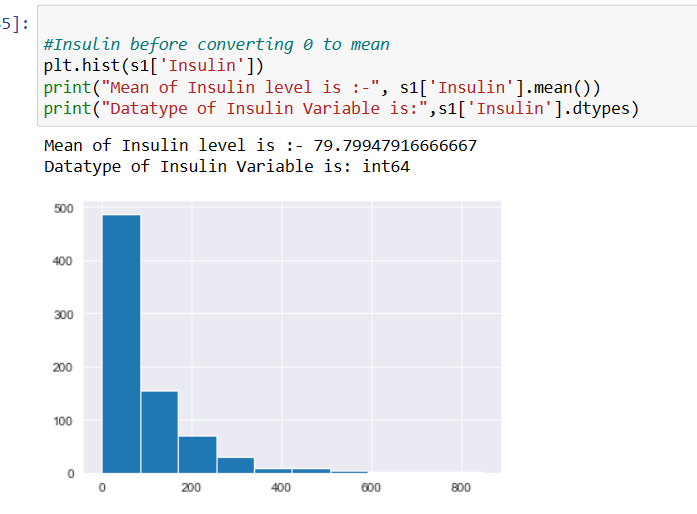 5]:
#Insulin before converting 0 to mean
plt.hist(s1['Insulin'])
print("Mean of Insulin level is :-", s1['Insulin'].mean())
print("Datatype of Insulin Variable is:",s1['Insulin'].dtypes)
Mean of Insulin level is :- 79.79947916666667
Datatype of Insulin Variable is: int64
500
400
300
200
100
0
0 200 400 600 800